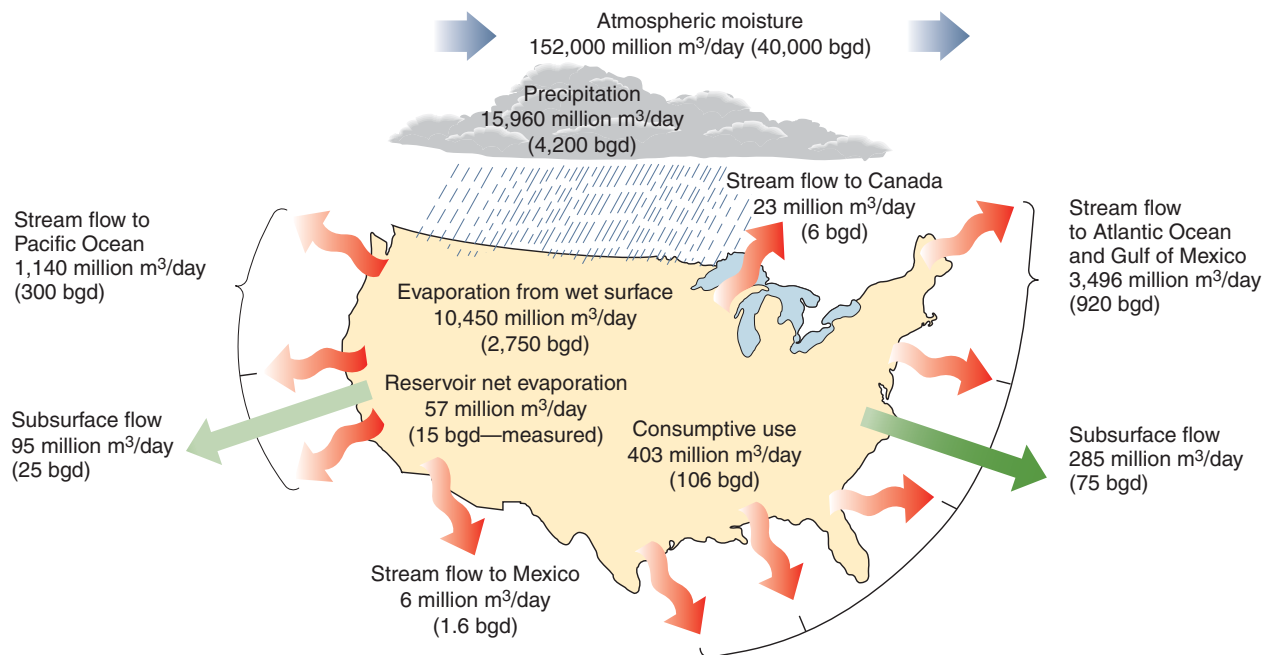 Atmospheric moisture
152,000 million m³/day (40,000 bgd)
Precipitation
15,960 million m³/day
(4,200 bgd)
Stream flow to Canada
23 million m³/day
(6 bgd)
Stream flow to
Pacific Ocean
1,140 million m³/day
(300 bgd)
Stream flow
to Atlantic Ocean
and Gulf of Mexico
3,496 million m³/day
(920 bgd)
Evaporation from wet surface
10,450 million m³/day
(2,750 bgd)
Reservoir net evaporation
57 million m³/day
(15 bgd—measured)
Consumptive use
403 million m³/day
(106 bgd)
Subsurface flow
95 million m³/day
(25 bgd)
Subsurface flow
285 million m³/day
(75 bgd)
Stream flow to Mexico
6 million m³/day
(1.6 bgd)